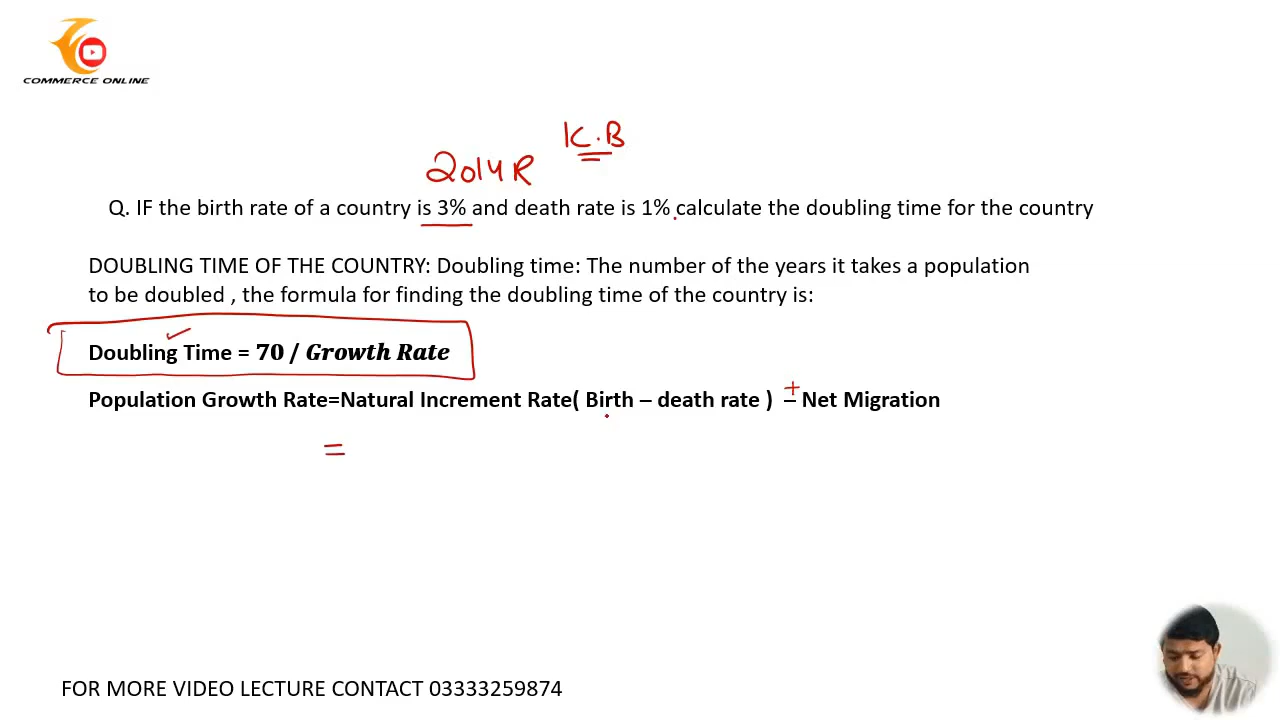 COMMERCE ONLINE
K.B
2014 R
Q. IF the birth rate of a country is 3% and death rate is 1% calculate the doubling time for the country
DOUBLING TIME OF THE COUNTRY: Doubling time: The number of the years it takes a population
to be doubled , the formula for finding the doubling time of the country is:
Doubling Time = 70 / Growth Rate
Population Growth Rate=Natural Increment Rate( Birth – death rate ) +– Net Migration
=
FOR MORE VIDEO LECTURE CONTACT 03333259874